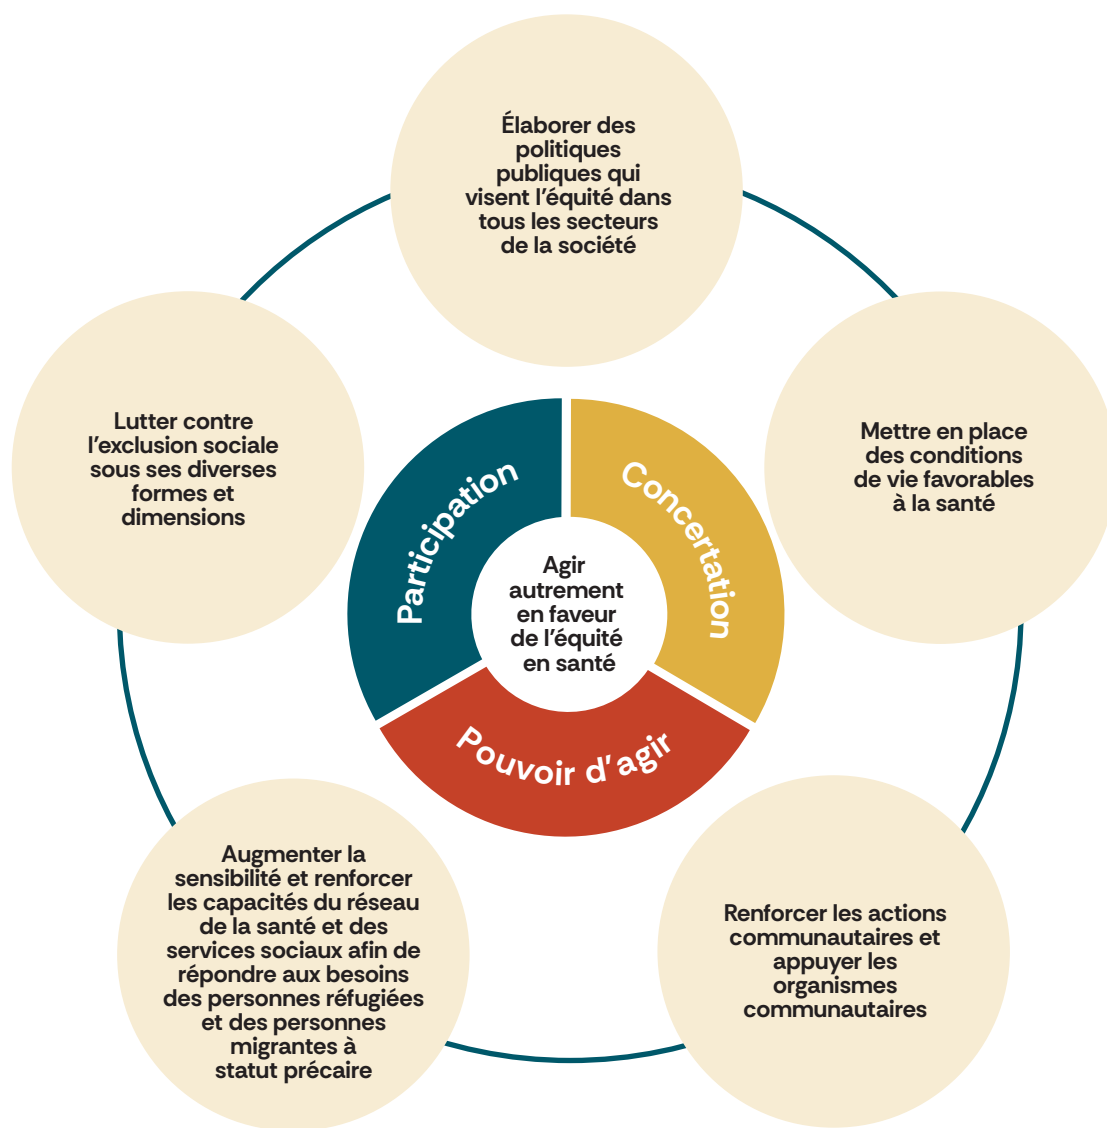 Élaborer des
politiques
publiques qui
visent l'équité dans
tous les secteurs
de la société
Lutter contre
l'exclusion sociale
sous ses diverses
formes et
dimensions
Mettre en place
des conditions
de vie favorables
à la santé
Participation
Concertation
Agir
autrement
en faveur
de l'équité
en santé
Pouvoir d'agir
Augmenter la
sensibilité et renforcer
les capacités du réseau
de la santé et des
services sociaux afin de
répondre aux besoins
des personnes réfugiées
et des personnes
migrantes à
statut précaire
Renforcer les actions
communautaires et
appuyer les
organismes
communautaires